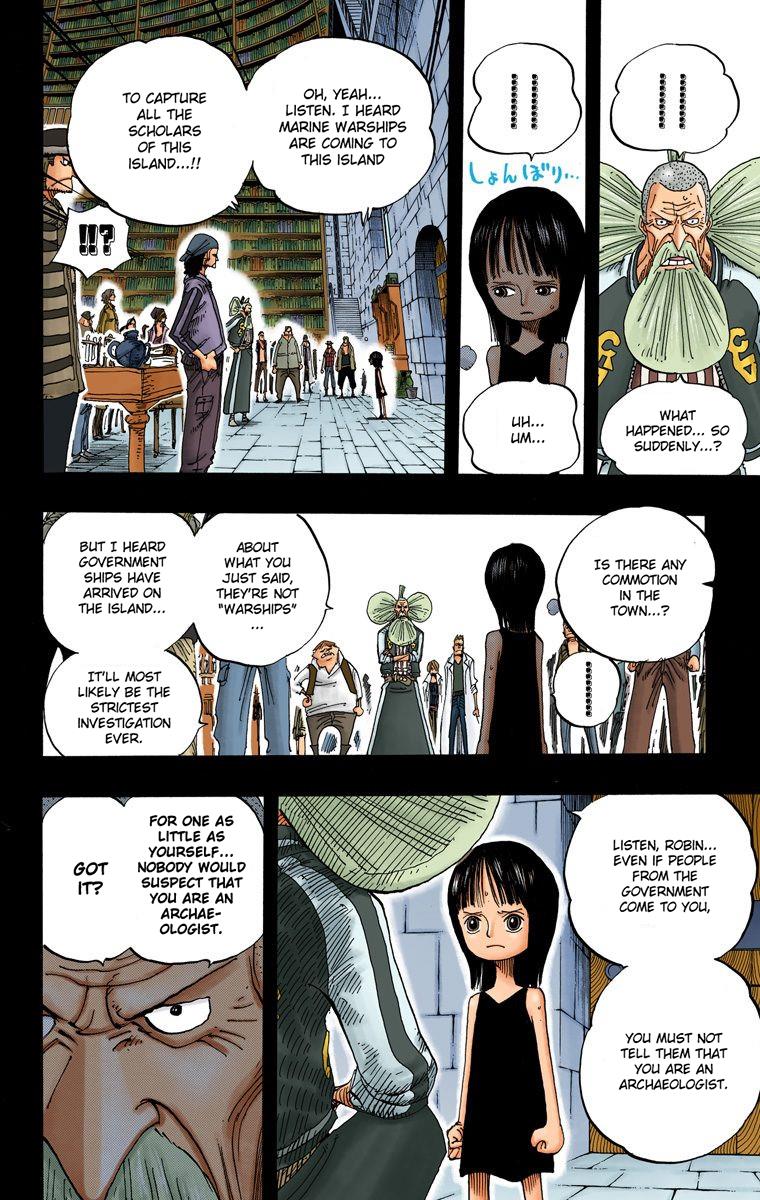 !!
WHAT
HAPPENED... SO
SUDDENLY...?
!!
しょんぼり...
UH...
UM...
OH, YEAH...
LISTEN. I HEARD
MARINE WARSHIPS
ARE COMING TO
THIS ISLAND
TO CAPTURE
ALL THE
SCHOLARS
OF THIS
ISLAND...!!
!!?
IS THERE ANY
COMMOTION
IN THE
TOWN...?
ABOUT
WHAT YOU
JUST SAID,
THEY'RE NOT
"WARSHIPS"
...
BUT I HEARD
GOVERNMENT
SHIPS HAVE
ARRIVED ON
THE ISLAND...
IT'LL MOST
LIKELY BE THE
STRICTEST
INVESTIGATION
EVER.
LISTEN, ROBIN...
EVEN IF PEOPLE
FROM THE
GOVERNMENT
COME TO YOU,
YOU MUST NOT
TELL THEM THAT
YOU ARE AN
ARCHAEOLOGIST.
FOR ONE AS
LITTLE AS
YOURSELF...
NOBODY WOULD
SUSPECT THAT
YOU ARE AN
ARCHAE-
OLOGIST.
GOT
IT?